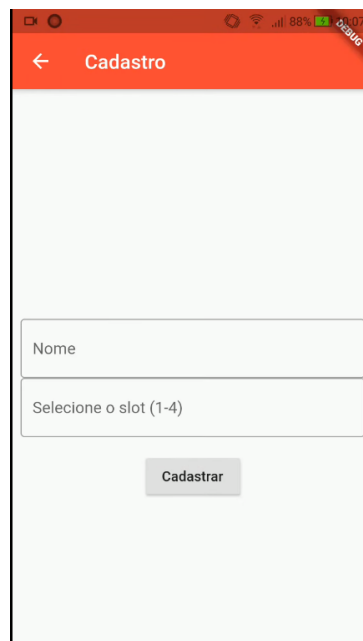 88%
DEBUG
Cadastro
Nome
Selecione o slot (1-4)
Cadastrar